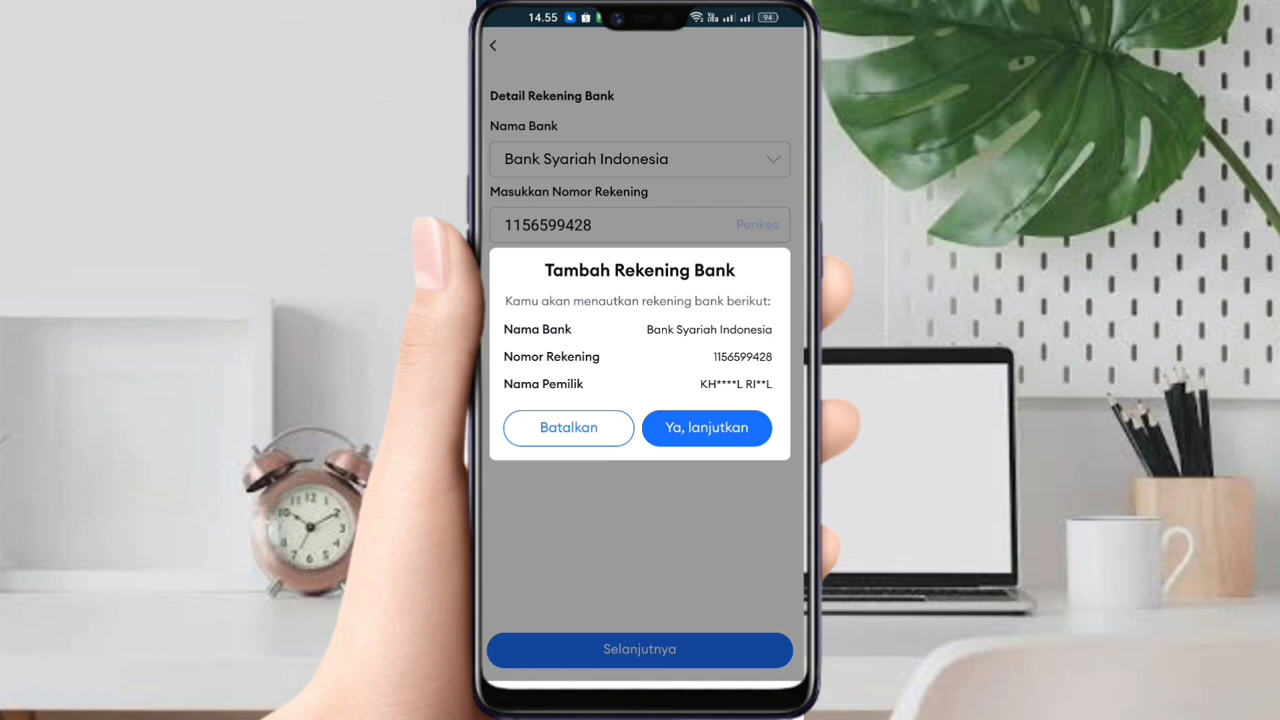 14.55
94
Detail Rekening Bank
Nama Bank
Bank Syariah Indonesia
Masukkan Nomor Rekening
1156599428 Periksa
Tambah Rekening Bank
Kamu akan menautkan rekening bank berikut:
Nama Bank Bank Syariah Indonesia
Nomor Rekening 1156599428
Nama Pemilik KH****L RI**L
Batalkan Ya, lanjutkan
Selanjutnya